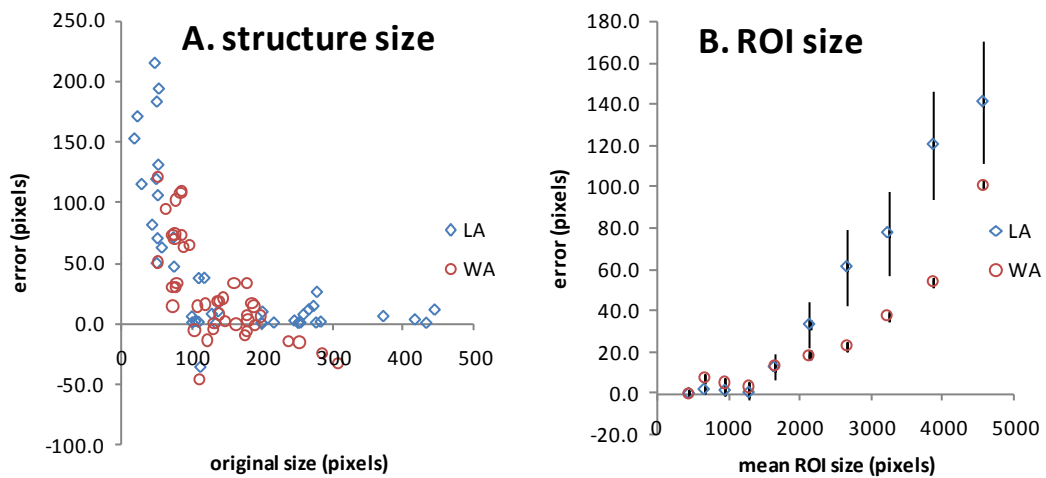 A. structure size
250.0
200.0
150.0
100.0
50.0
0.0
-50.0
-100.0
0 100 200 300 400 500
error (pixels)
original size (pixels)
LA
WA
B. ROI size
180.0
160.0
140.0
120.0
100.0
80.0
60.0
40.0
20.0
0.0
-20.0
0 1000 2000 3000 4000 5000
error (pixels)
mean ROI size (pixels)
LA
WA